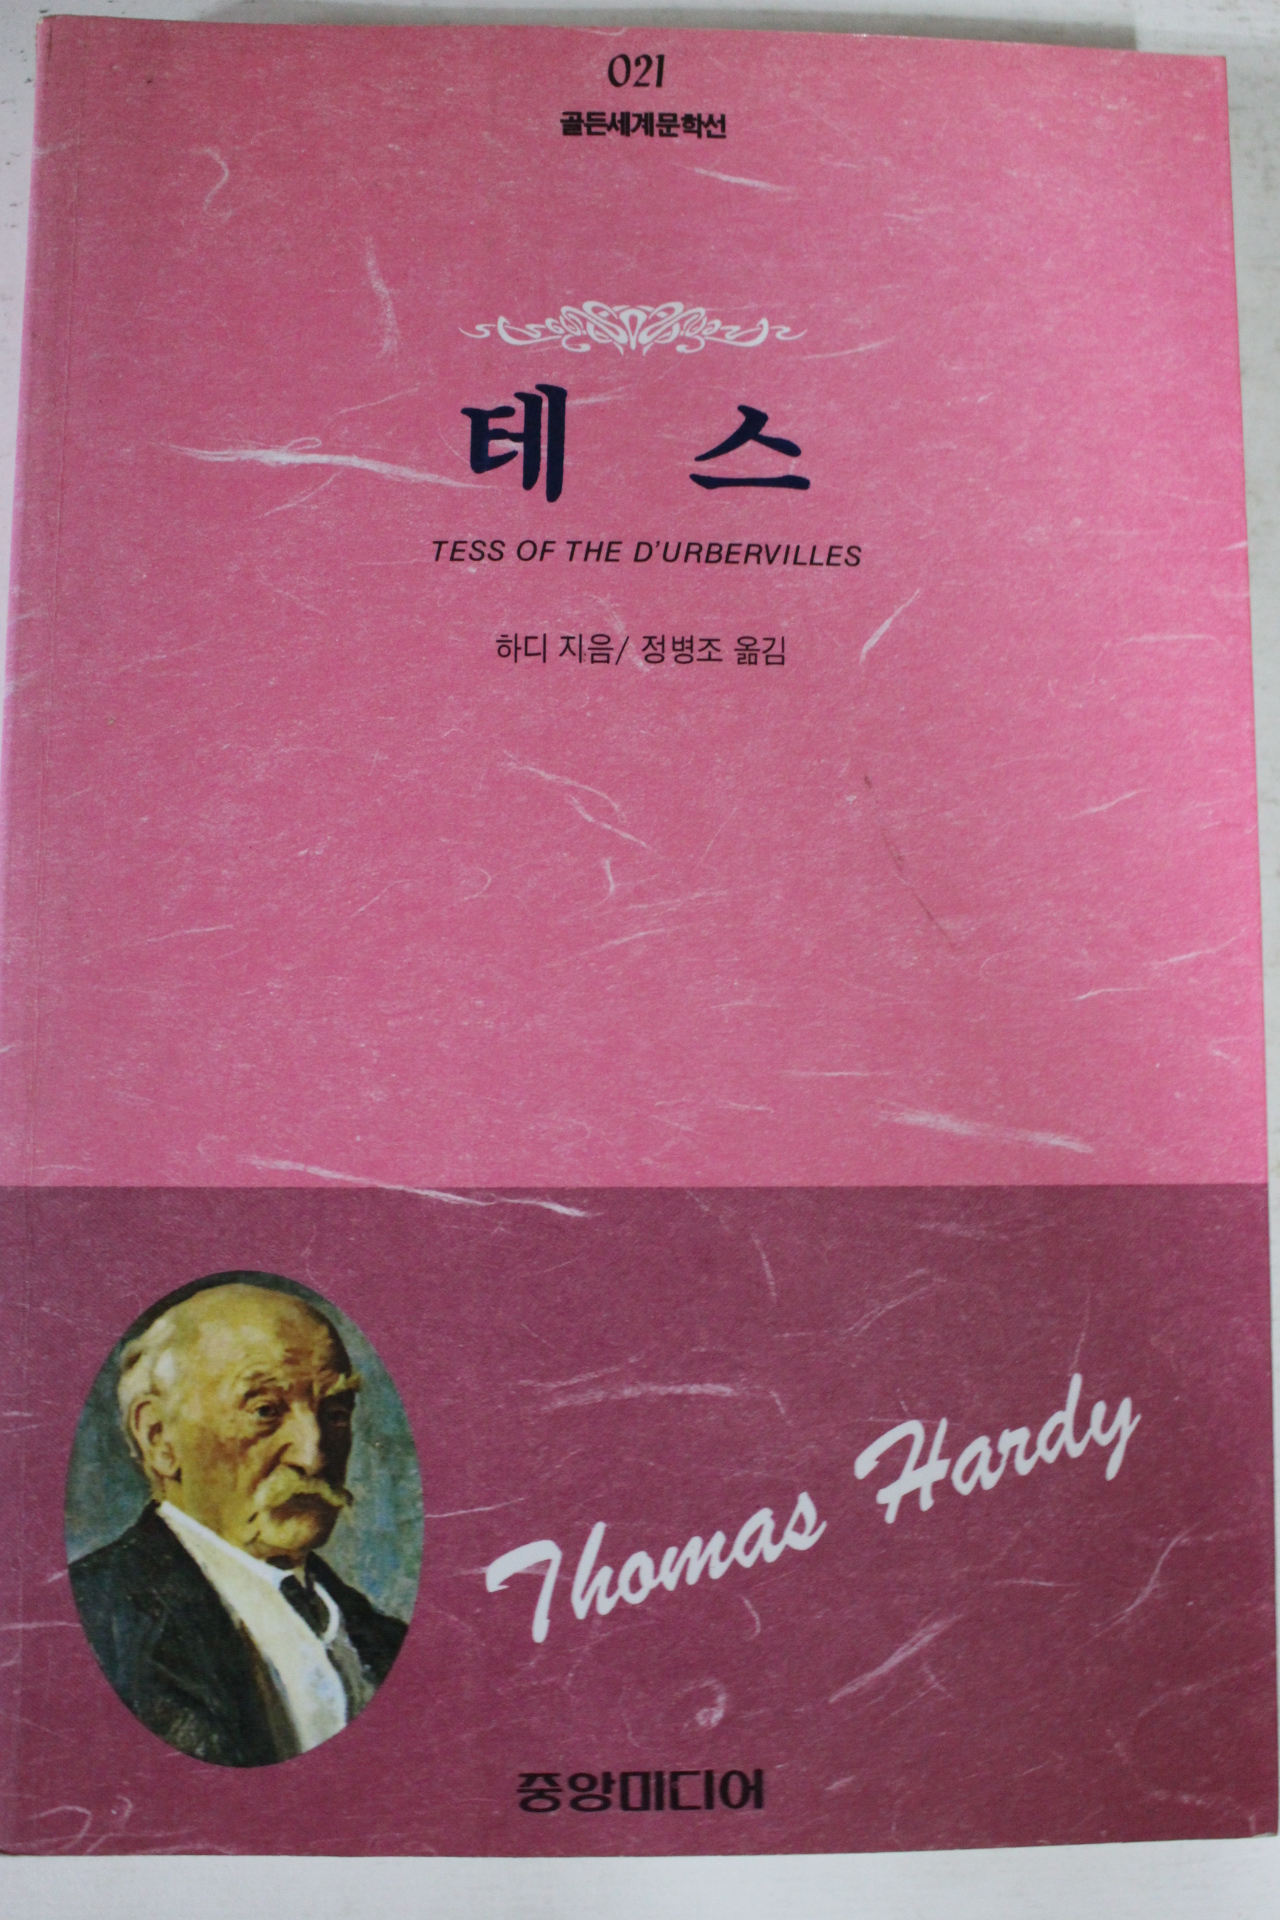 021
골든세계문학선
테 스
TESS OF THE D'URBERVILLES
하디 지음/ 정병조 옮김
Thomas Hardy
중앙미디어